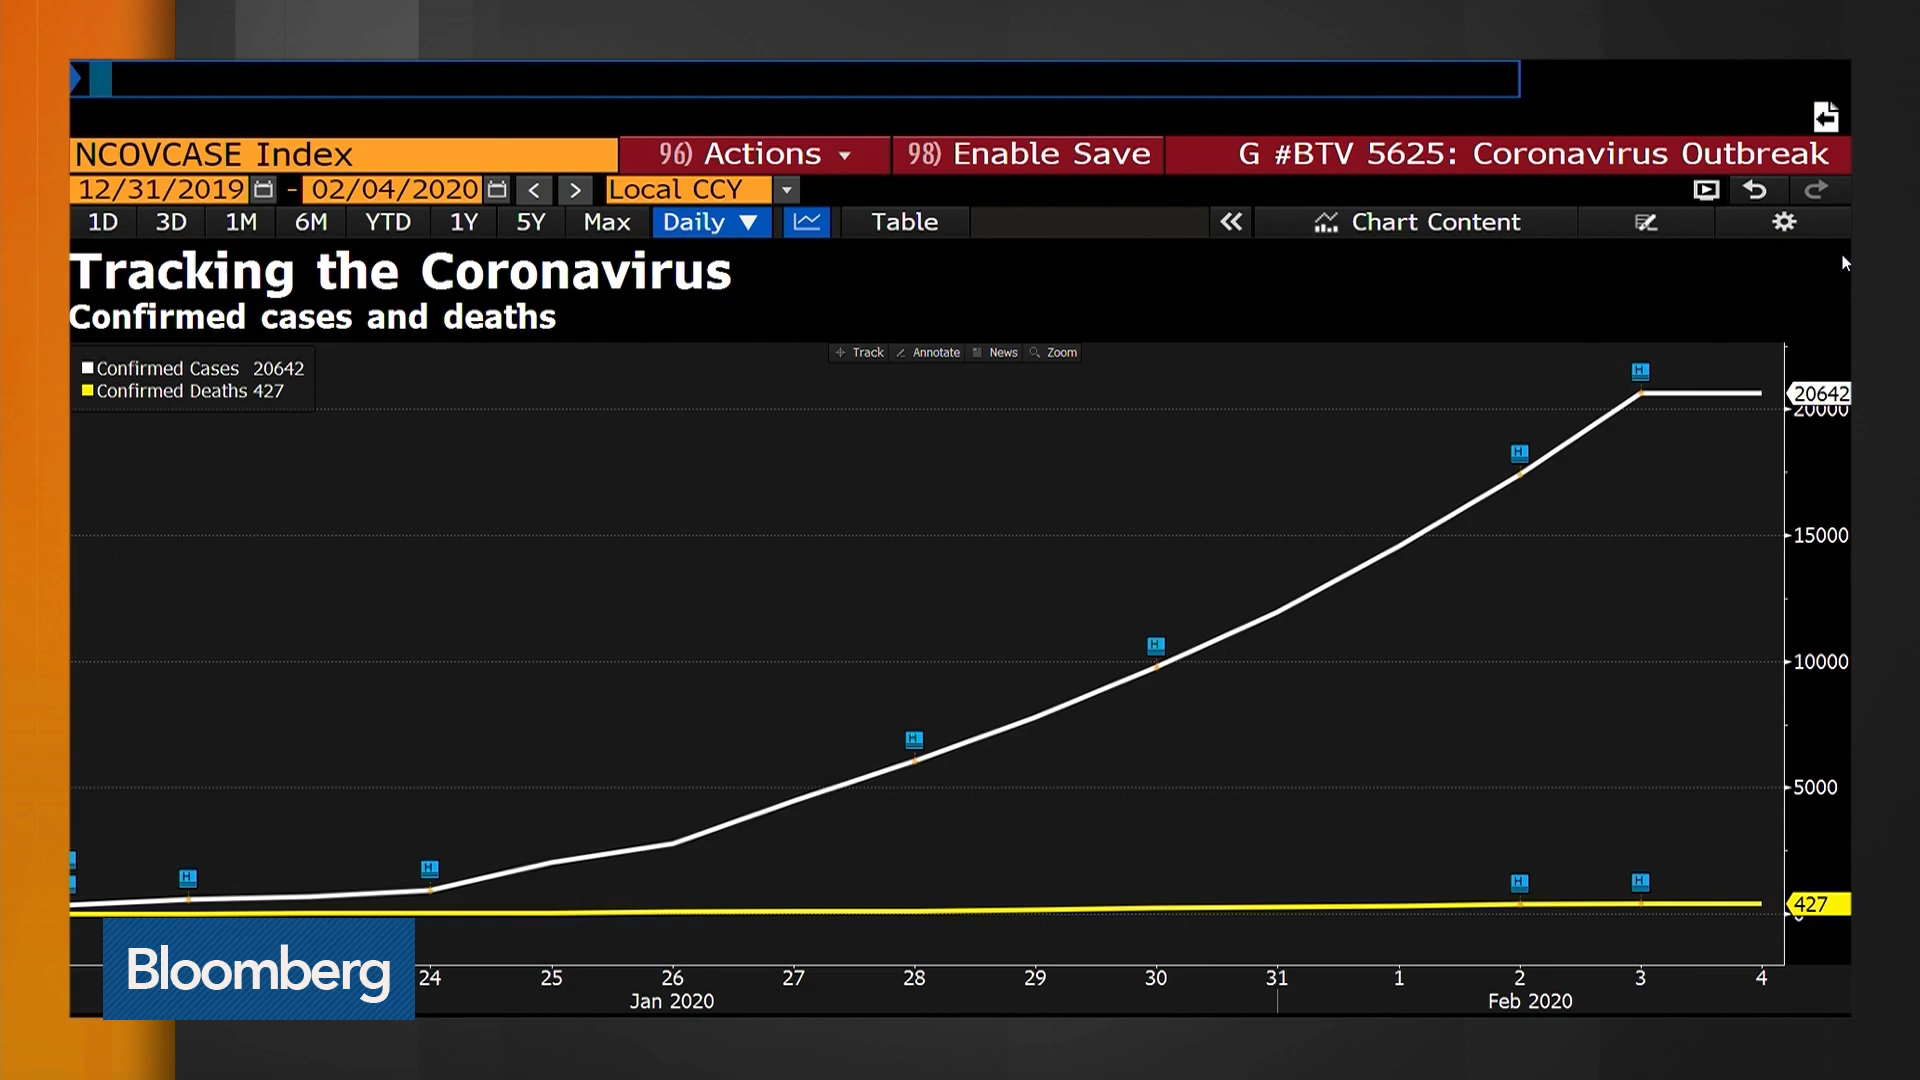 NCOVCASE Index
96) Actions
98) Enable Save
G #BTV 5625: Coronavirus Outbreak
12/31/2019 - 02/04/2020
Local CCY
1D 3D 1M 6M YTD 1Y 5Y Max Daily Table
Chart Content
Tracking the Coronavirus
Confirmed cases and deaths
Track Annotate News Zoom
Confirmed Cases 20642
Confirmed Deaths 427
H
20642
20000
H
15000
H
10000
H
5000
H
H
H
H
427
0
Bloomberg
24 25 26 27 28 29 30 31 1 2 3 4
Jan 2020
Feb 2020